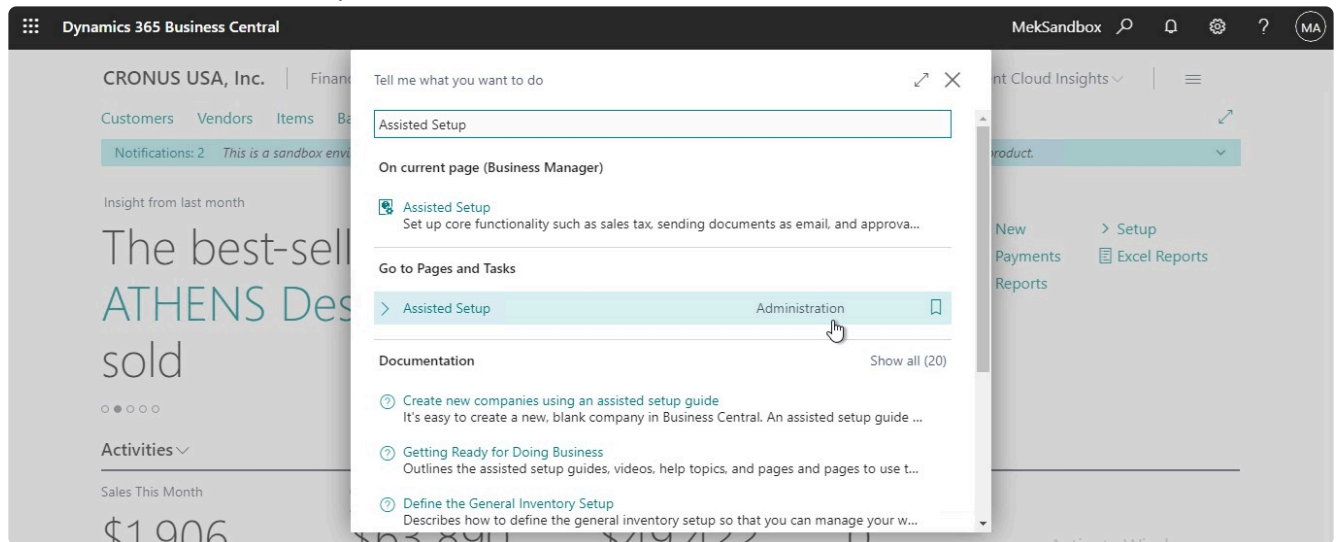 Dynamics 365 Business Central
MekSandbox
?
MA
CRONUS USA, Inc.
Financ
Tell me what you want to do
nt Cloud Insights
Customers Vendors Items Ba
Assisted Setup
Notifications: 2 This is a sandbox envi
product.
On current page (Business Manager)
Insight from last month
Assisted Setup
Set up core functionality such as sales tax, sending documents as email, and approva...
The best-sell
New
> Setup
Payments
Excel Reports
Go to Pages and Tasks
Reports
ATHENS Des
> Assisted Setup Administration
sold
Documentation Show all (20)
Create new companies using an assisted setup guide
It's easy to create a new, blank company in Business Central. An assisted setup guide ...
Activities
Getting Ready for Doing Business
Outlines the assisted setup guides, videos, help topics, and pages and pages to use t...
Sales This Month
Define the General Inventory Setup
Describes how to define the general inventory setup so that you can manage your w...
$1,906